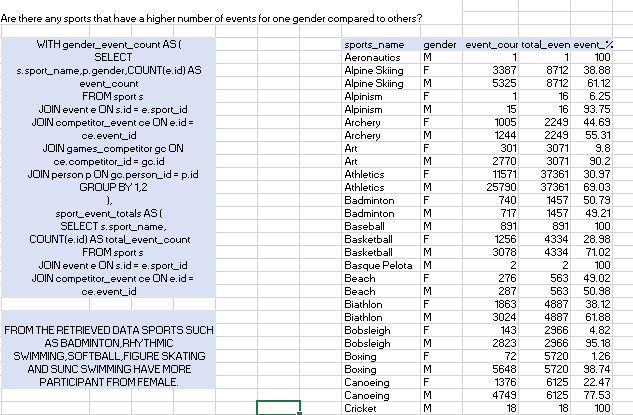 Are there any sports that have a higher number of events for one gender compared to others?
WITH gender_event_count AS (
SELECT
s.sport_name,p.gender,COUNT(e.id) AS
event_count
FROM sport s
JOIN event e ON s.id = e.sport_id
JOIN competitor_event ce ON e.id =
ce.event_id
JOIN games_competitor gc ON
ce.competitor_id = gc.id
JOIN person p ON gc.person_id = p.id
GROUP BY 1,2
),
sport_event_totals AS (
SELECT s.sport_name,
COUNT(e.id) AS total_event_count
FROM sport s
JOIN event e ON s.id = e.sport_id
JOIN competitor_event ce ON e.id =
ce.event_id
FROM THE RETRIEVED DATA SPORTS SUCH
AS BADMINTON,RHYTHMIC
SWIMMING,SOFTBALL,FIGURE SKATING
AND SUNC SWIMMING HAVE MORE
PARTICIPANT FROM FEMALE.
sports_name gender event_cour total_even event_%
Aeronautics M 1 1 100
Alpine Skiing F 3387 8712 38.88
Alpine Skiing M 5325 8712 61.12
Alpinism F 1 16 6.25
Alpinism M 15 16 93.75
Archery F 1005 2249 44.69
Archery M 1244 2249 55.31
Art F 301 3071 9.8
Art M 2770 3071 90.2
Athletics F 11571 37361 30.97
Athletics M 25790 37361 69.03
Badminton F 740 1457 50.79
Badminton M 717 1457 49.21
Baseball M 891 891 100
Basketball F 1256 4334 28.98
Basketball M 3078 4334 71.02
Basque Pelota M 2 2 100
Beach F 276 563 49.02
Beach M 287 563 50.98
Biathlon F 1863 4887 38.12
Biathlon M 3024 4887 61.88
Bobsleigh F 143 2966 4.82
Bobsleigh M 2823 2966 95.18
Boxing F 72 5720 1.26
Boxing M 5648 5720 98.74
Canoeing F 1376 6125 22.47
Canoeing M 4749 6125 77.53
Cricket M 18 18 100